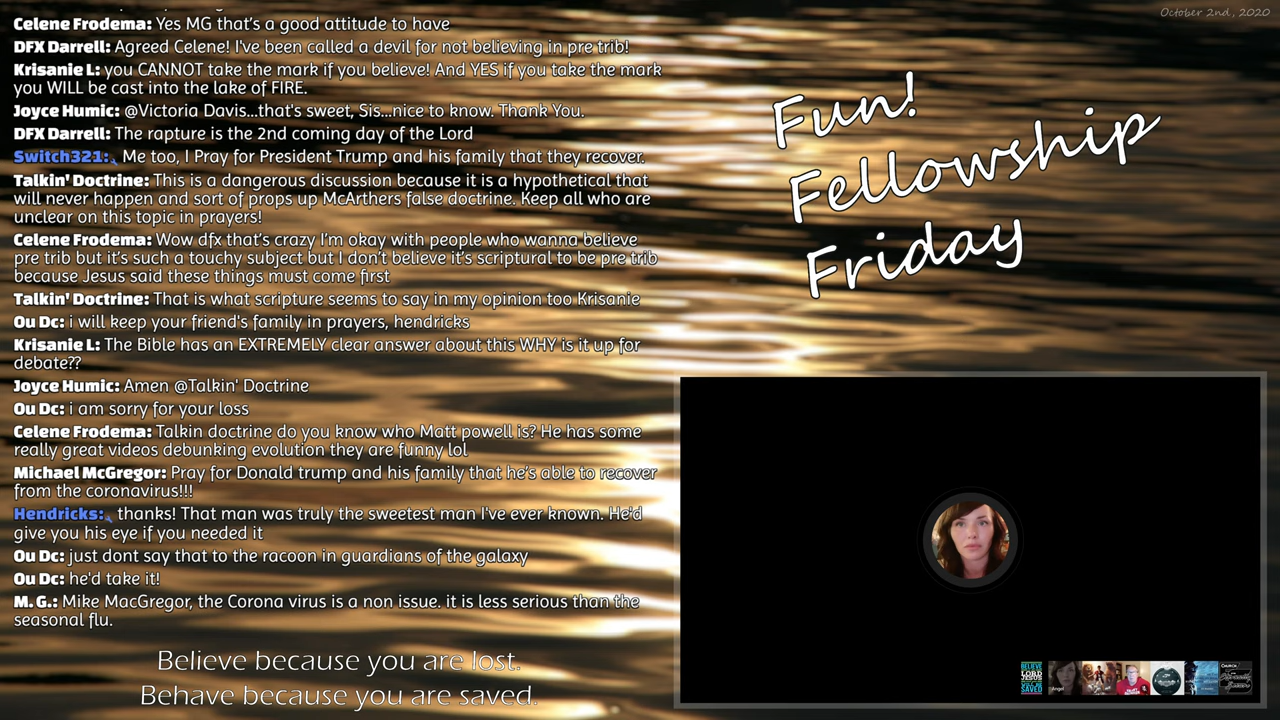 October 2nd, 2020
Celene Frodema: Yes MG that's a good attitude to have
DFX Darrell: Agreed Celene! I've been called a devil for not believing in pre trib!
Krisanie L: you CANNOT take the mark if you believe! And YES if you take the mark
you WILL be cast into the lake of FIRE.
Joyce Humic: @Victoria Davis...that's sweet, Sis...nice to know. Thank You.
DFX Darrell: The rapture is the 2nd coming day of the Lord
Switch321: Me too, I Pray for President Trump and his family that they recover.
Talkin' Doctrine: This is a dangerous discussion because it is a hypothetical that
will never happen and sort of props up McArthers false doctrine. Keep all who are
unclear on this topic in prayers!
Celene Frodema: Wow dfx that's crazy I'm okay with people who wanna believe
pre trib but it's such a touchy subject but I don't believe it's scriptural to be pre trib
because Jesus said these things must come first
Talkin' Doctrine: That is what scripture seems to say in my opinion too Krisanie
Ou Dc: i will keep your friend's family in prayers, hendricks
Krisanie L: The Bible has an EXTREMELY clear answer about this WHY is it up for
debate??
Joyce Humic: Amen @Talkin' Doctrine
Ou Dc: i am sorry for your loss
Celene Frodema: Talkin doctrine do you know who Matt powell is? He has some
really great videos debunking evolution they are funny lol
Michael McGregor: Pray for Donald trump and his family that he's able to recover
from the coronavirus!!!
Hendricks: thanks! That man was truly the sweetest man I've ever known. He'd
give you his eye if you needed it
Ou Dc: just dont say that to the racoon in guardians of the galaxy
Ou Dc: he'd take it!
M. G.: Mike MacGregor, the Corona virus is a non issue. it is less serious than the
seasonal flu.
Believe because you are lost.
Behave because you are saved.
Fun!
Fellowship
Friday
BELIEVE
LORD
JESUS
SAVED
Angel
CHURCH